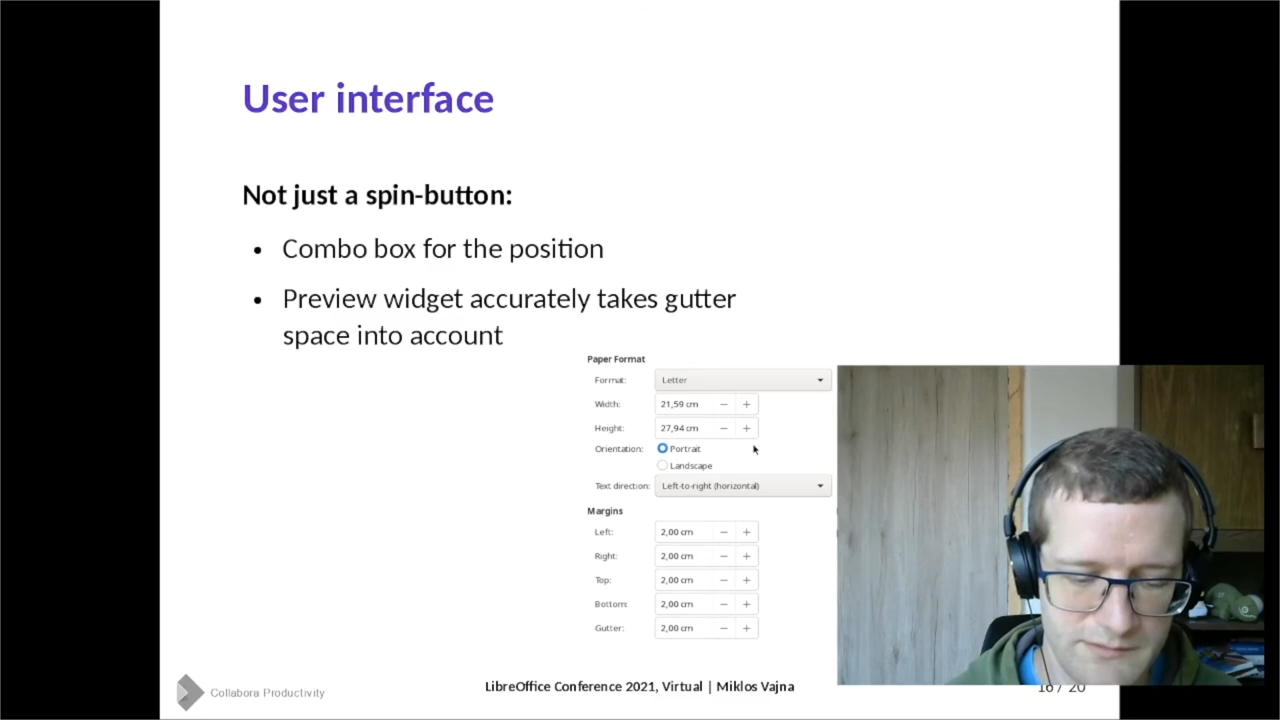 User interface
Not just a spin-button:
• Combo box for the position
• Preview widget accurately takes gutter
space into account
Paper Format
Format: Letter
Width: 21,59 cm − +
Height: 27,94 cm − +
Orientation: Portrait
Landscape
Text direction: Left-to-right (horizontal)
Margins
Left: 2,00 cm − +
Right: 2,00 cm − +
Top: 2,00 cm − +
Bottom: 2,00 cm − +
Gutter: 2,00 cm − +
Collabora Productivity
LibreOffice Conference 2021, Virtual | Miklos Vajna
16 / 20